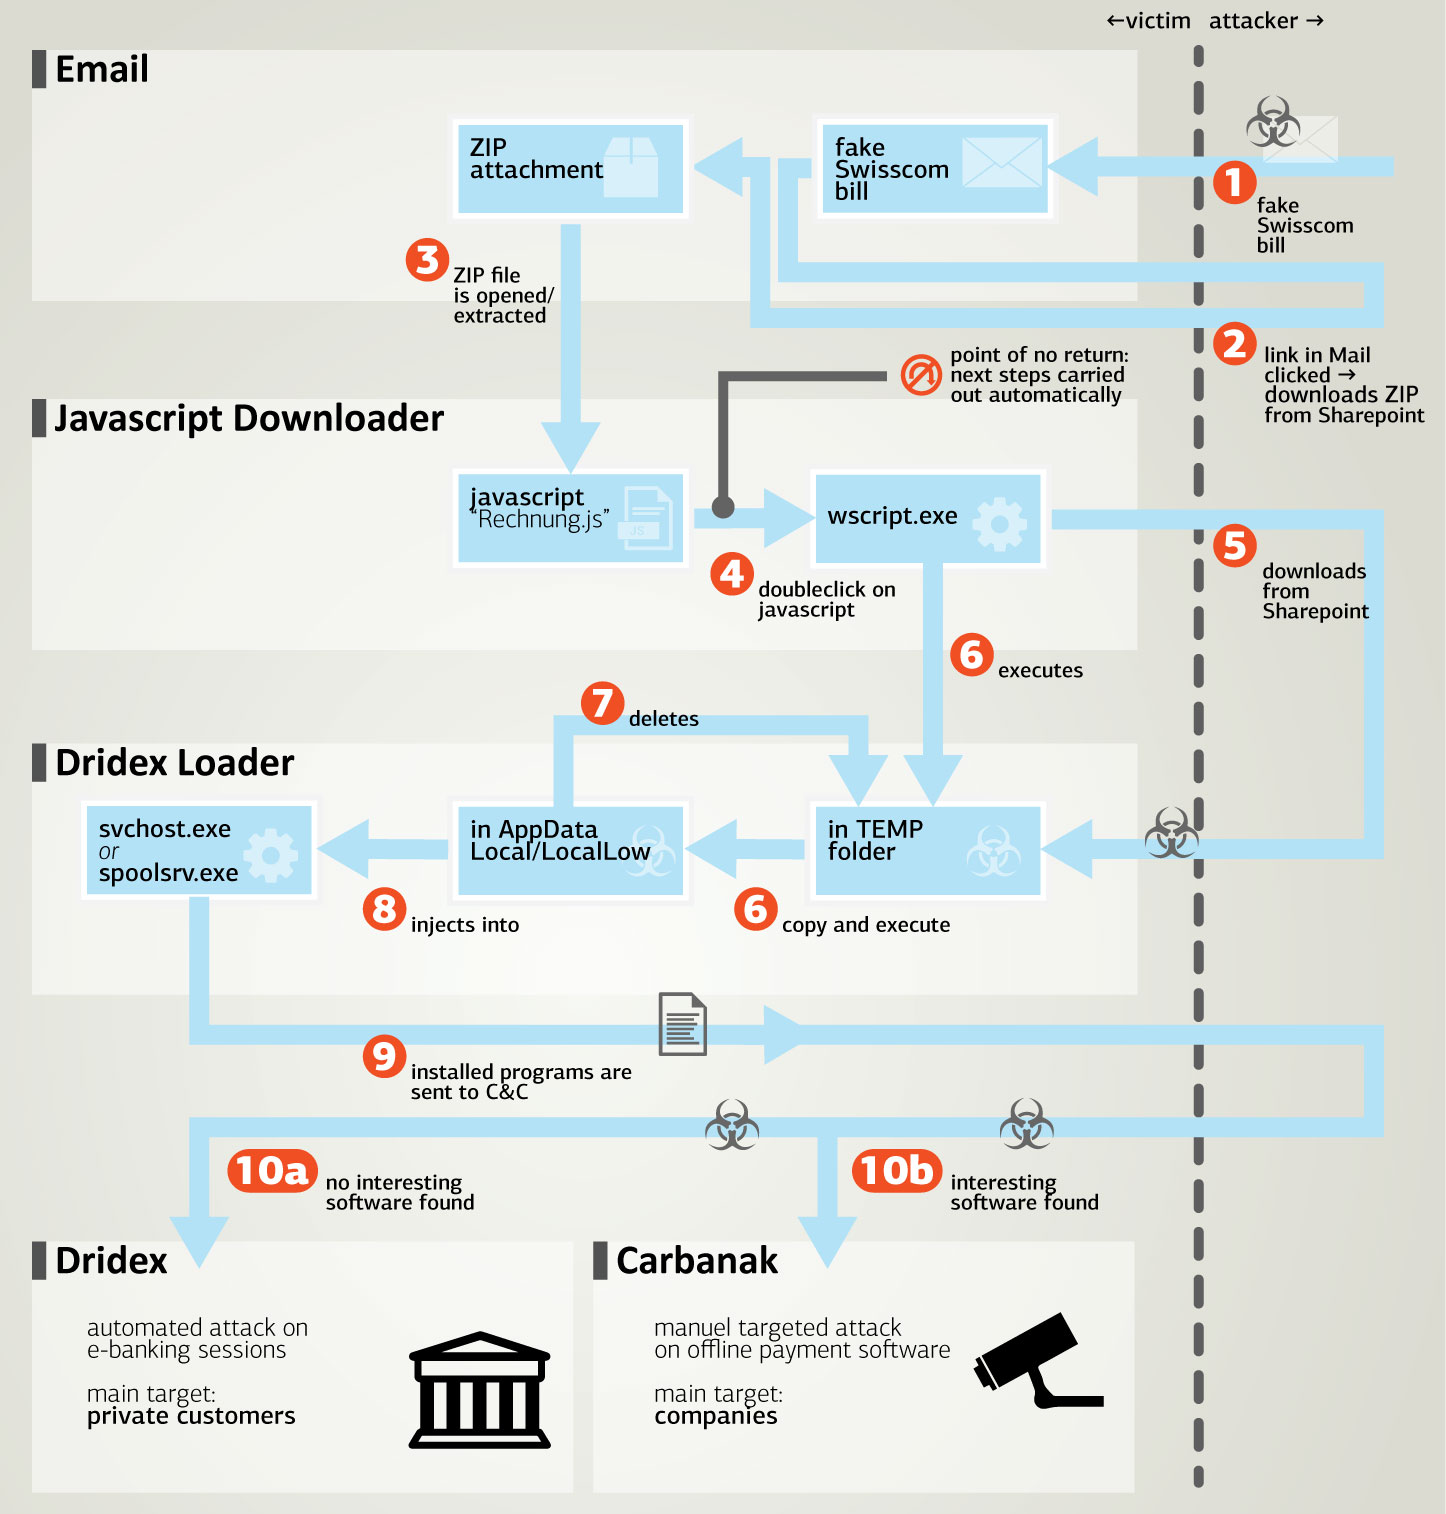 ←victim attacker→
Email
ZIP
attachment
fake
Swisscom
bill
1
fake
Swisscom
bill
3
ZIP file
is opened/
extracted
2
link in Mail
clicked →
downloads ZIP
from Sharepoint
point of no return:
next steps carried
out automatically
Javascript Downloader
javascript
“Rechnung.js”
JS
wscript.exe
4
doubleclick on
javascript
5
downloads
from
Sharepoint
6
executes
7
deletes
Dridex Loader
svchost.exe
or
spoolsrv.exe
in AppData
Local/LocalLow
in TEMP
folder
8
injects into
6
copy and execute
9
installed programs are
sent to C&C
10a
no interesting
software found
10b
interesting
software found
Dridex
automated attack on
e-banking sessions
main target:
private customers
Carbanak
manuel targeted attack
on offline payment software
main target:
companies